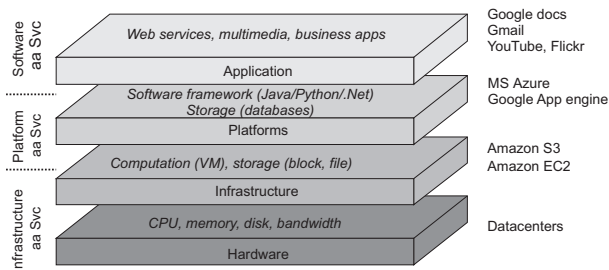 Software
aa Svc
Web services, multimedia, business apps
Application
Google docs
Gmail
YouTube, Flickr
Platform
aa Svc
Software framework (Java/Python/.Net)
Storage (databases)
Platforms
MS Azure
Google App engine
nfrastructure
aa Svc
Computation (VM), storage (block, file)
Infrastructure
Amazon S3
Amazon EC2
CPU, memory, disk, bandwidth
Hardware
Datacenters